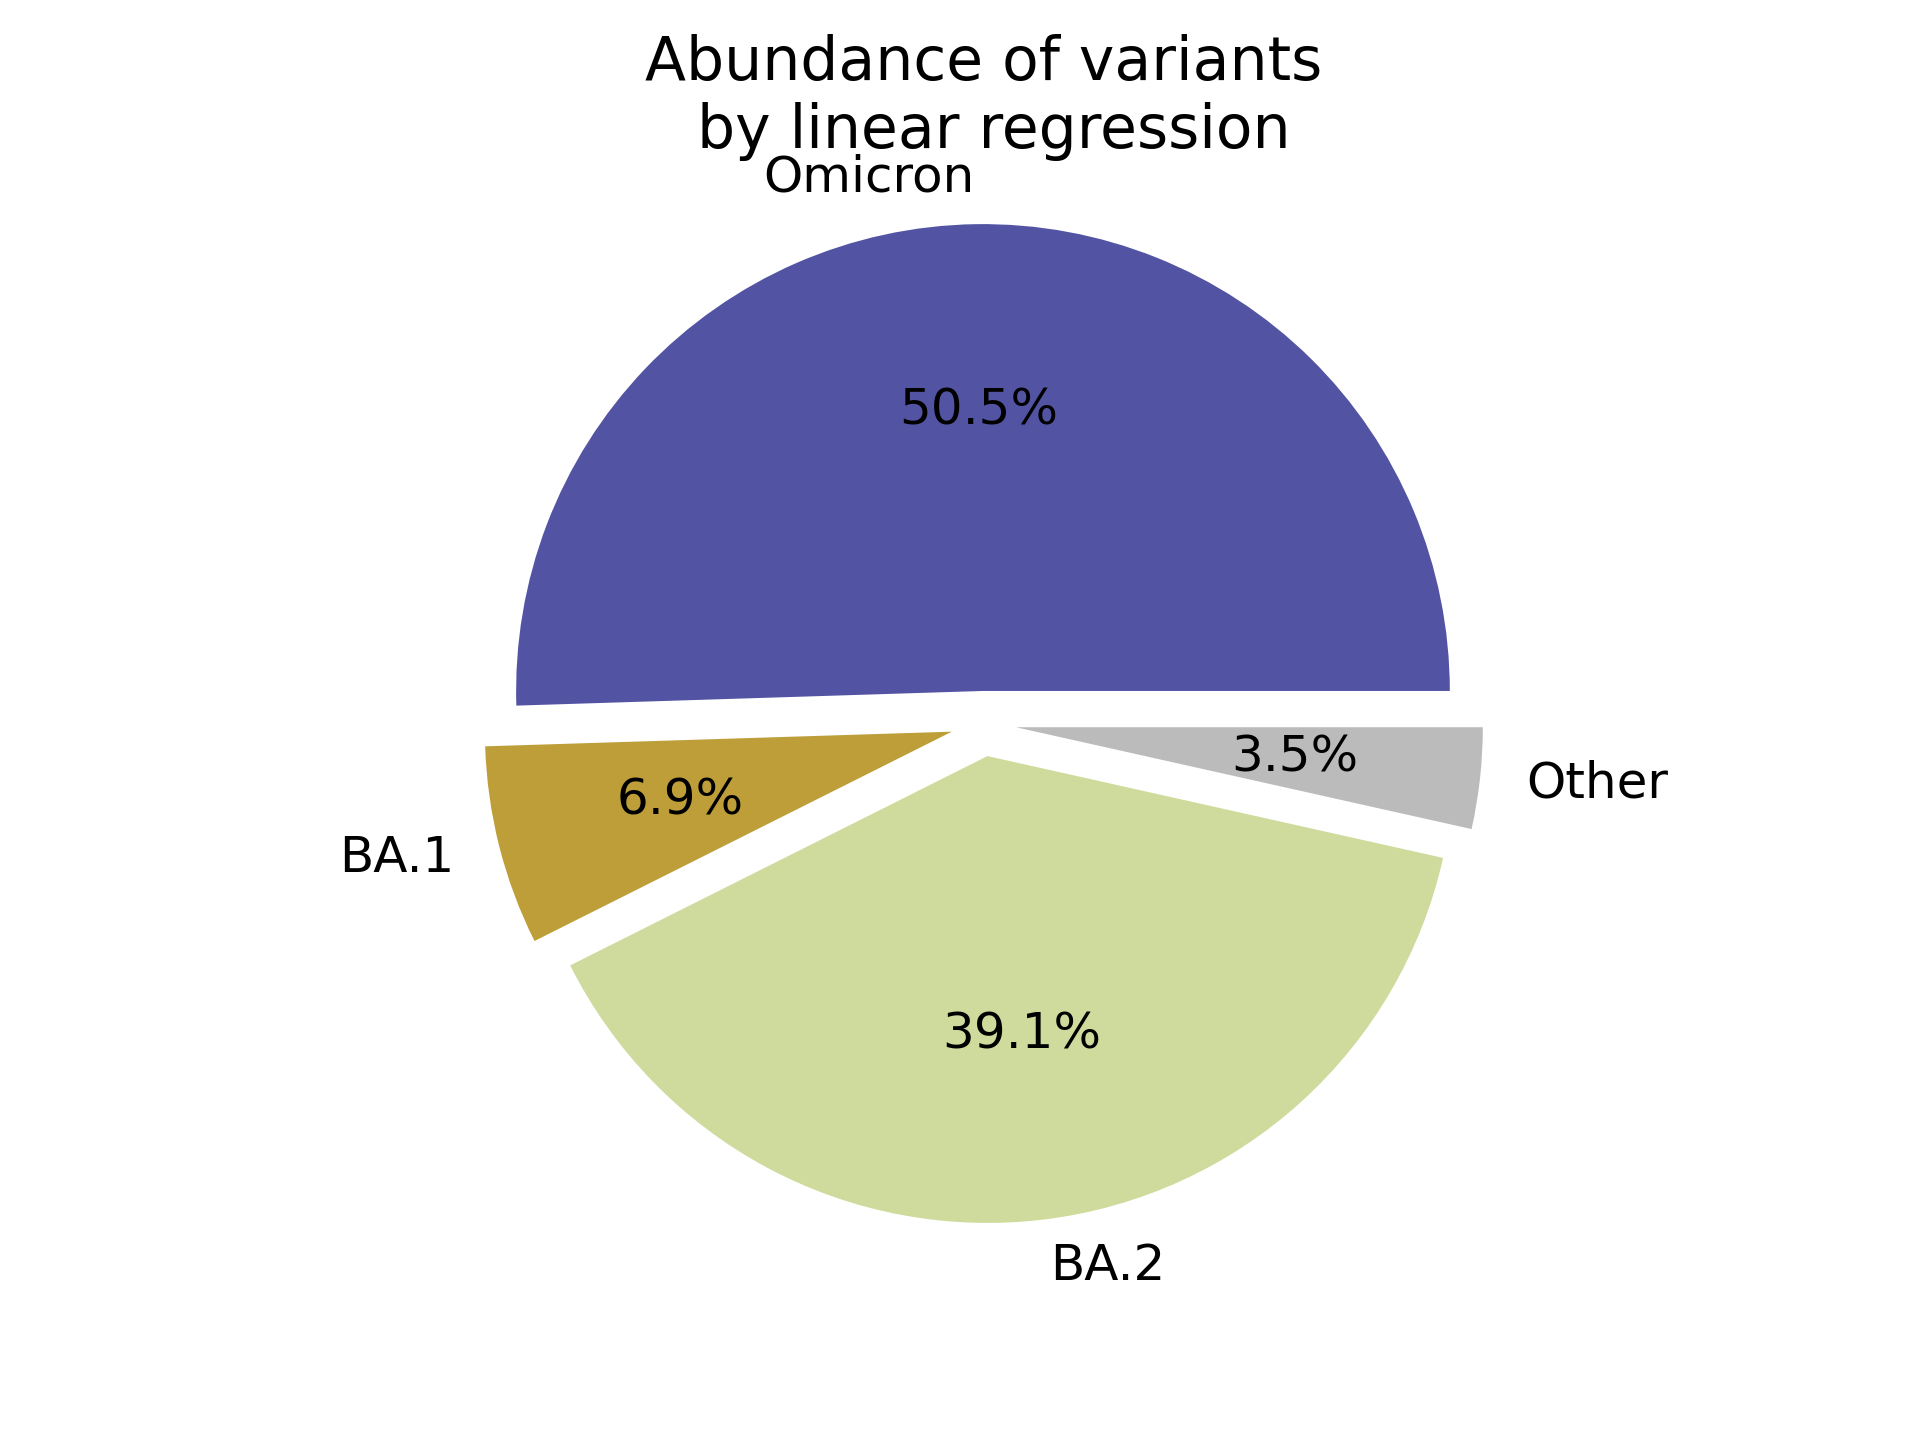 Abundance of variants
by linear regression
Omicron
50.5%
3.5%
Other
6.9%
BA.1
39.1%
BA.2